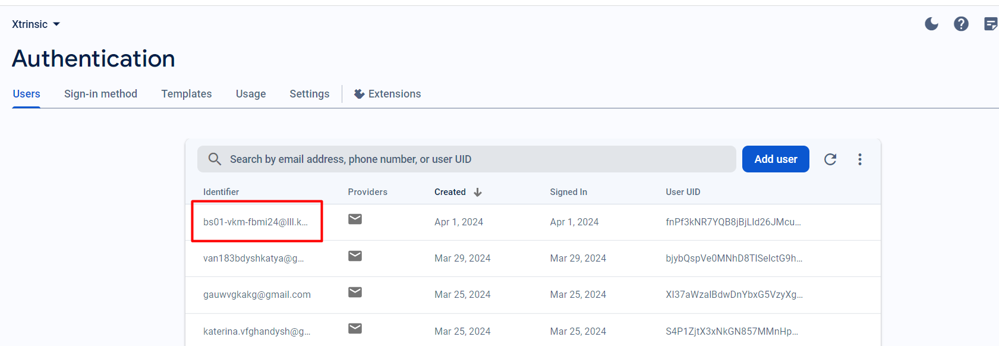 Xtrinsic
Authentication
Users Sign-in method Templates Usage Settings Extensions
Search by email address, phone number, or user UID Add user
Identifier Providers Created Signed In User UID
bs01-vkm-fbmi24@lll.k... Apr 1, 2024 Apr 1, 2024 fnPf3kNR7YQB8jBjLld26JMcu...
van183bdyshkatya@g... Mar 29, 2024 Mar 29, 2024 bjybQspVe0MNhD8TISelctG9h...
gauwvgkakg@gmail.com Mar 25, 2024 Mar 25, 2024 XI37aWzalBdwDnYbxG5VzyXg...
katerina.vfghandysh@g... Mar 25, 2024 Mar 25, 2024 S4P1ZjtX3xNkGN857MMnHp...